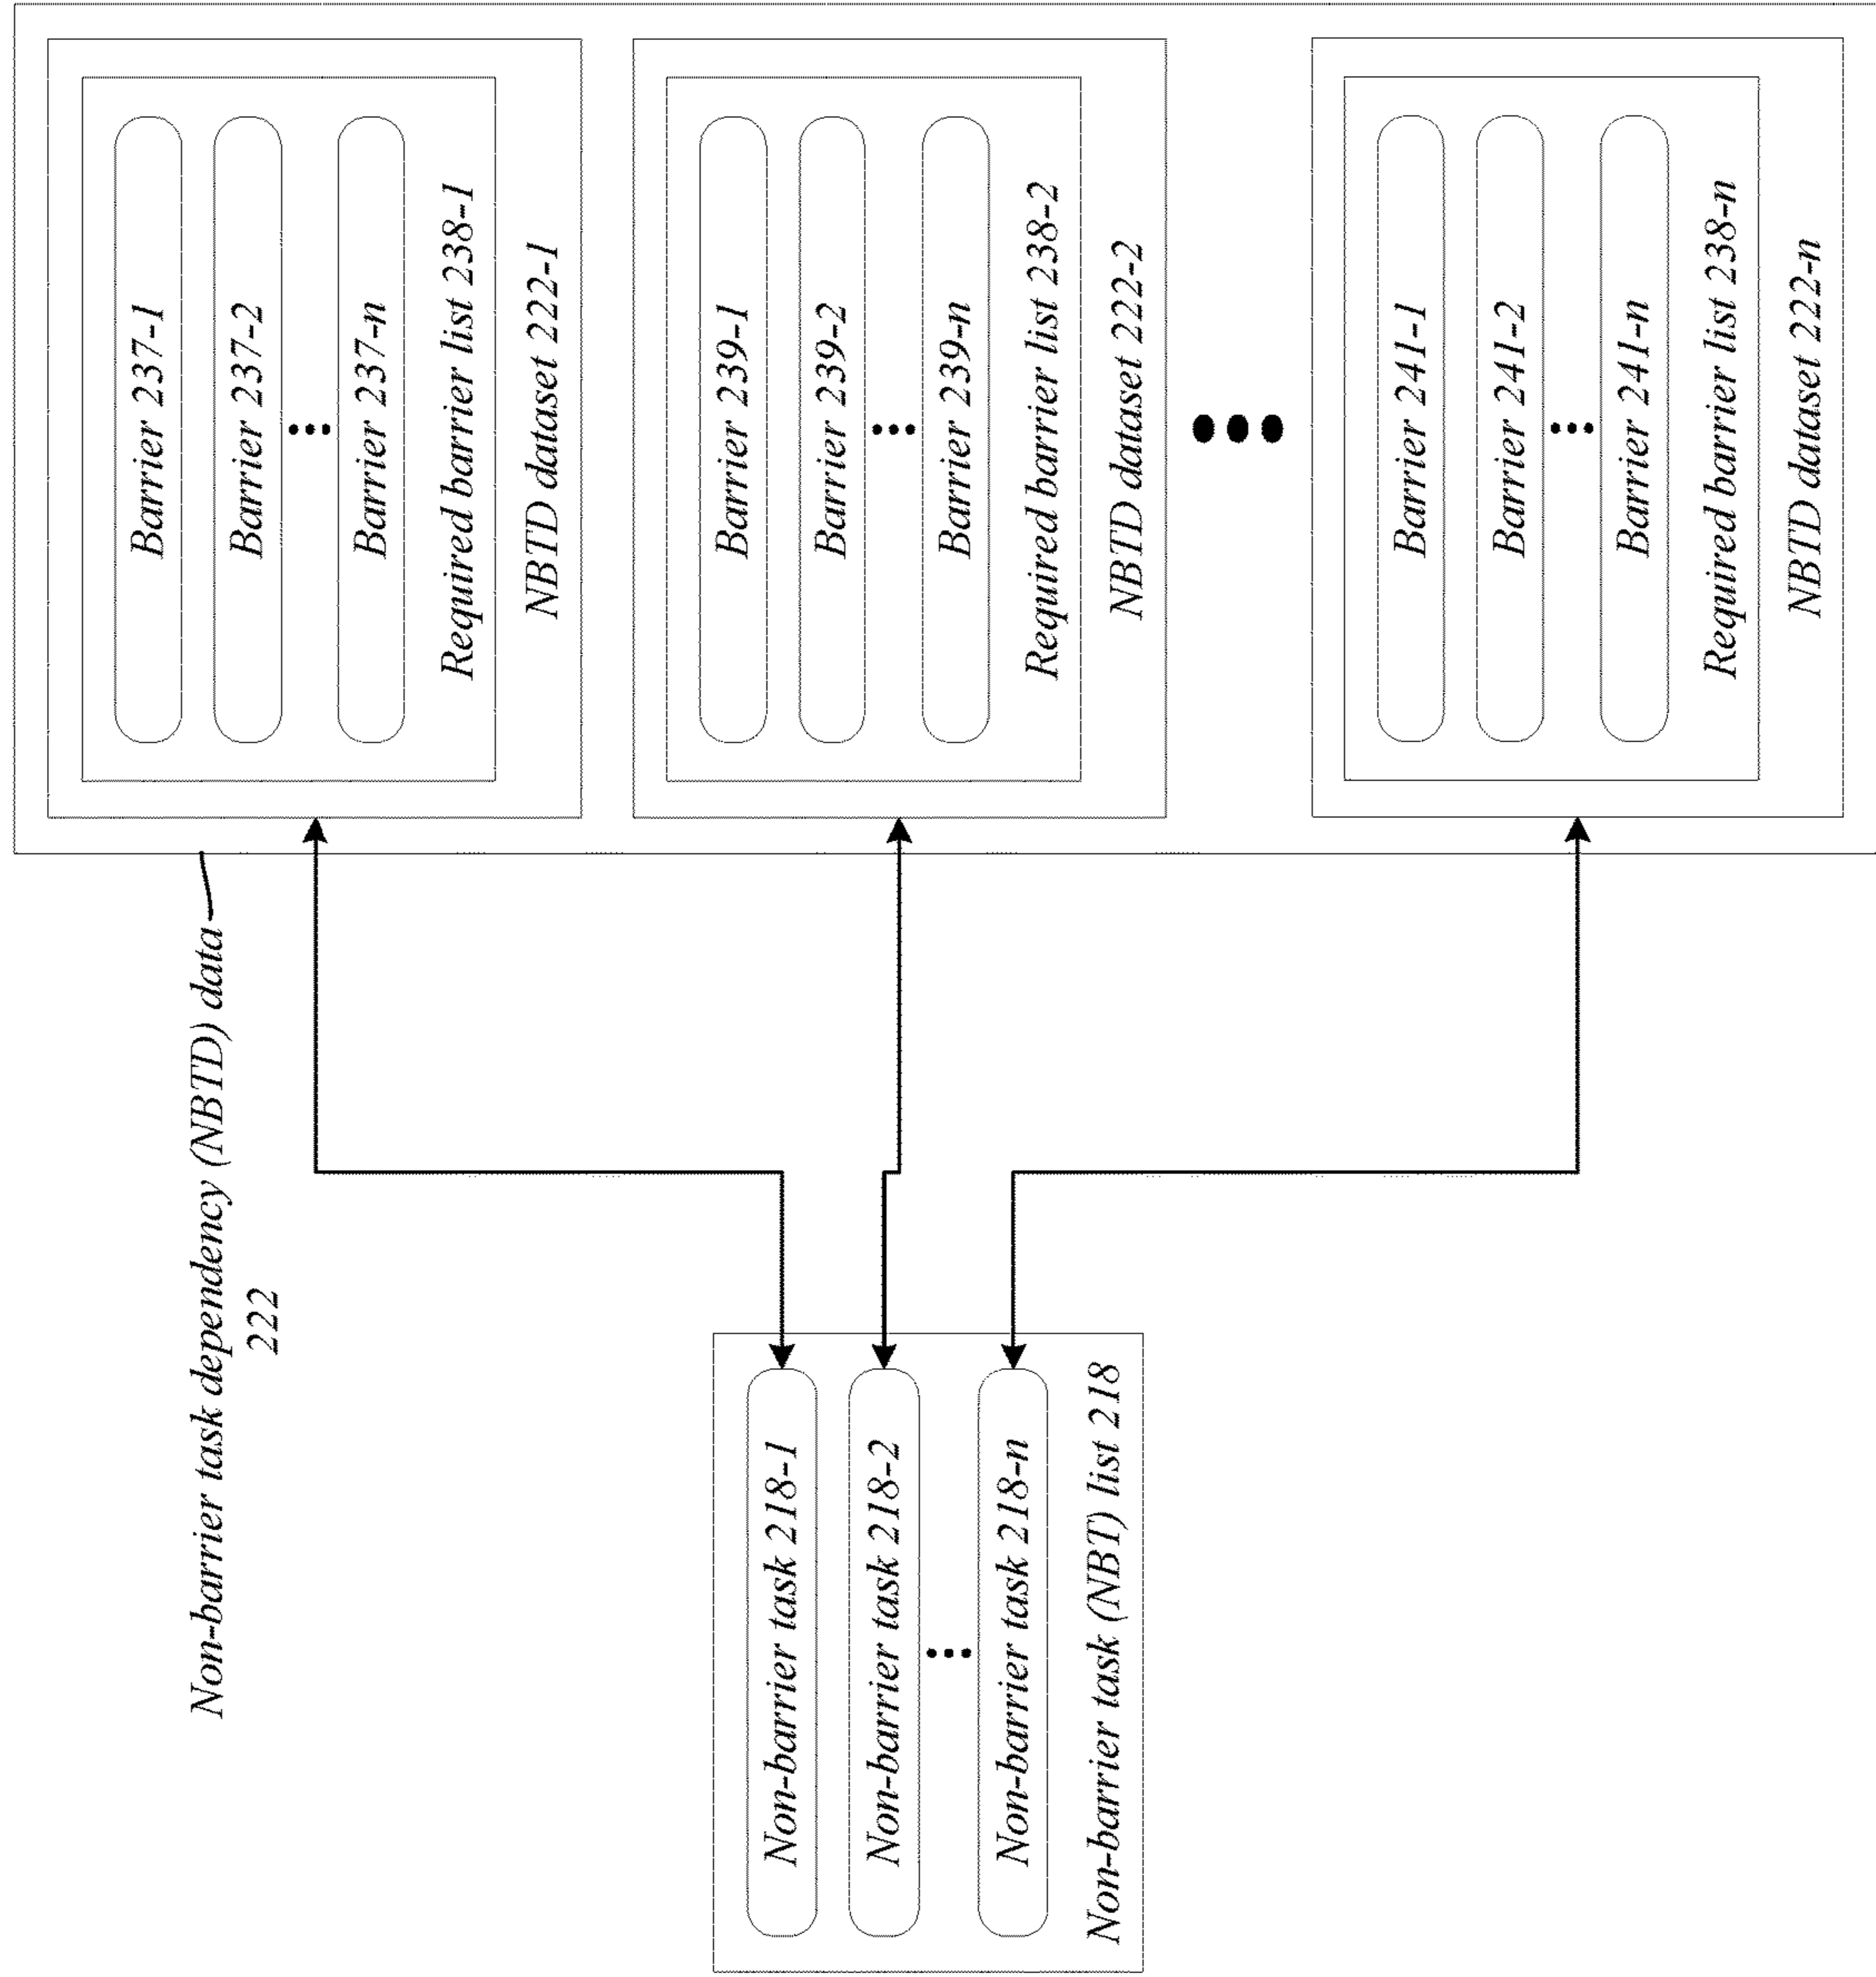 Non-barrier task dependency (NBTD) data
222
Barrier 237-1
Barrier 237-2
Barrier 237-n
Required barrier list 238-1
NBTD dataset 222-1
Barrier 239-1
Barrier 239-2
Barrier 239-n
Required barrier list 238-2
NBTD dataset 222-2
Barrier 241-1
Barrier 241-2
Barrier 241-n
Required barrier list 238-n
NBTD dataset 222-n
Non-barrier task 218-1
Non-barrier task 218-2
Non-barrier task 218-n
Non-barrier task (NBT) list 218